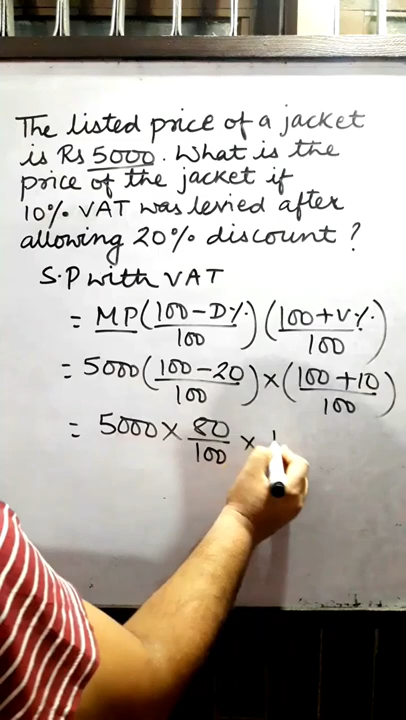 The listed price of a jacket
is Rs 5000. What is the
price of the jacket if
10% VAT was levied after
allowing 20% discount?
S.P with VAT
= MP((100-D%)/100)((100+V%)/100)
= 5000((100-20)/100)×((100+10)/100)
= 5000×80/100×1